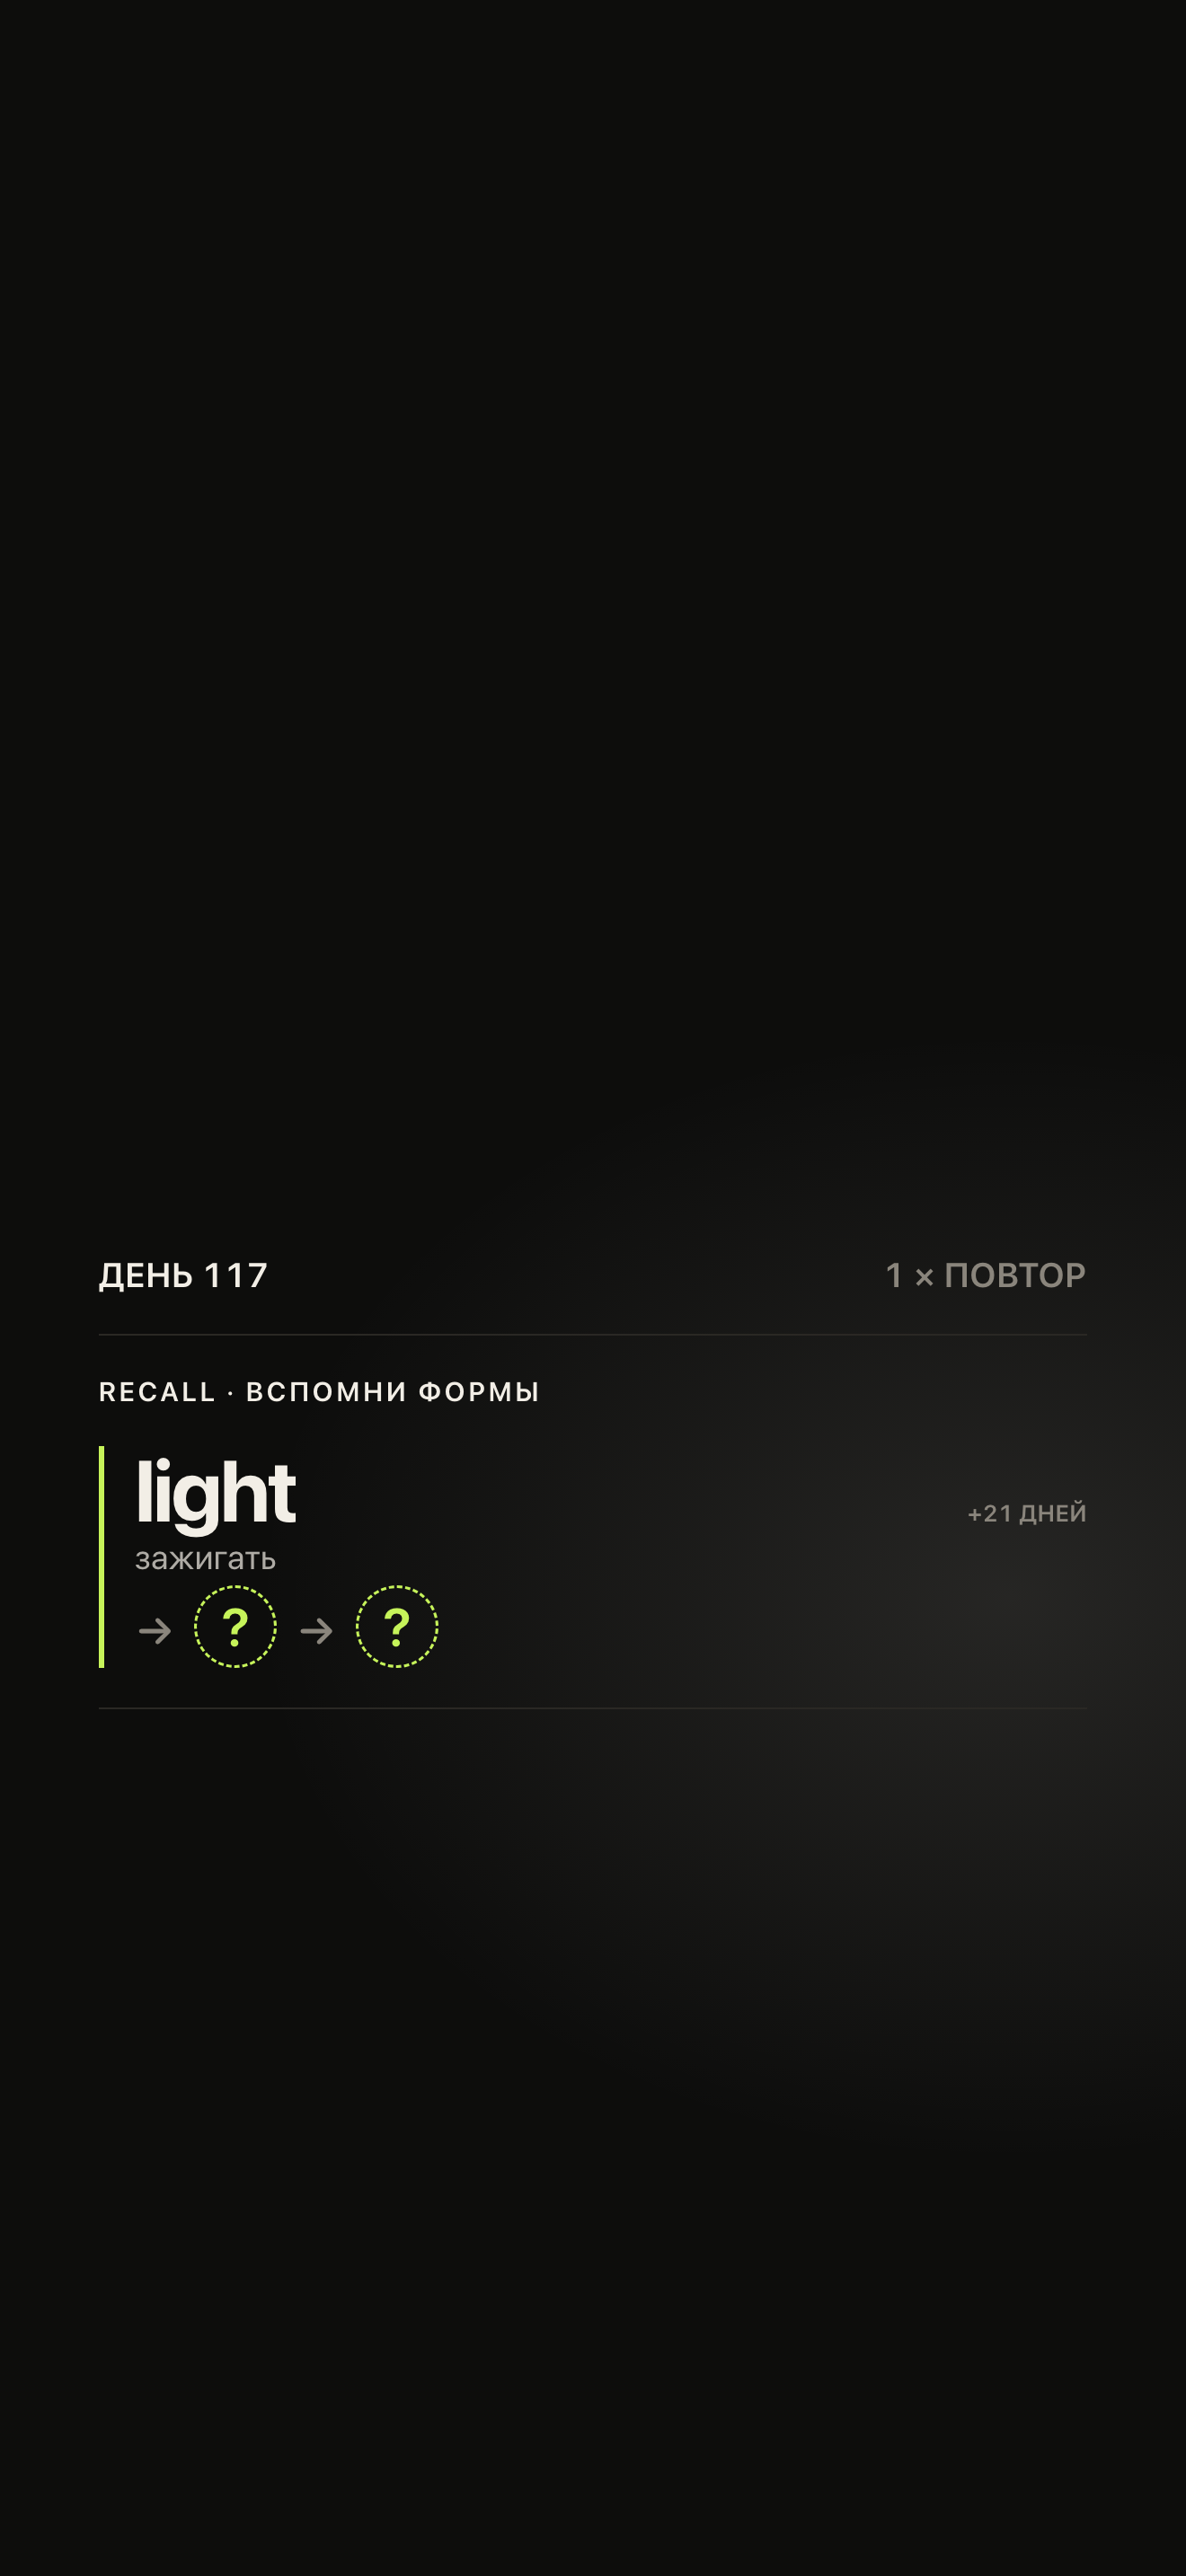 ДЕНЬ 117
1 × ПОВТОР
RECALL · ВСПОМНИ ФОРМЫ
light
+21 ДНЕЙ
зажигать
→ ? → ?